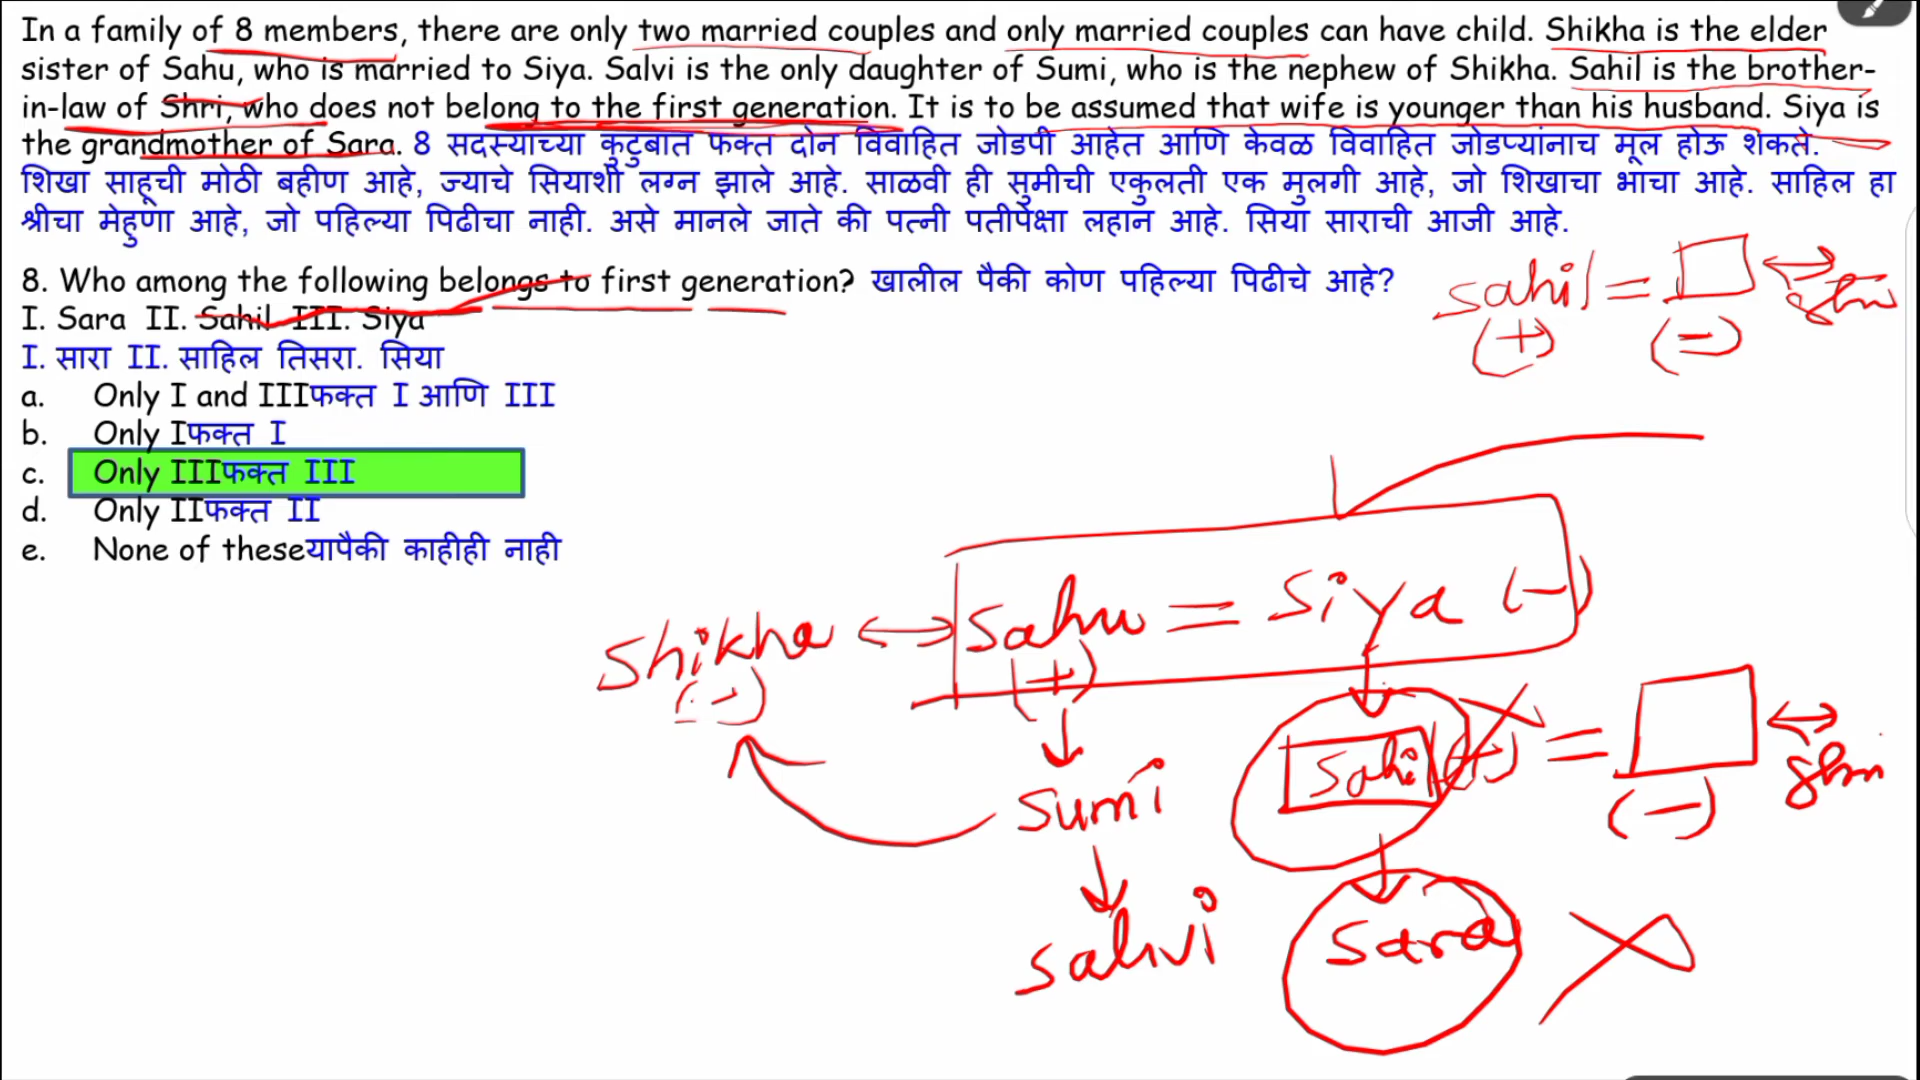 In a family of 8 members, there are only two married couples and only married couples can have child. Shikha is the elder
sister of Sahu, who is married to Siya. Salvi is the only daughter of Sumi, who is the nephew of Shikha. Sahil is the brother-
in-law of Shri, who does not belong to the first generation. It is to be assumed that wife is younger than his husband. Siya is
the grandmother of Sara. 8 सदस्यांच्या कुटुंबात फक्त दोन विवाहित जोडपी आहेत आणि केवळ विवाहित जोडप्यांनाच मूल होऊ शकते.
शिखा साहूची मोठी बहीण आहे, ज्याचे सियाशी लग्न झाले आहे. साळवी ही सुमीची एकुलती एक मुलगी आहे, जो शिखाचा भाचा आहे. साहिल हा
श्रीचा मेहुणा आहे, जो पहिल्या पिढीचा नाही. असे मानले जाते की पत्नी पतीपेक्षा लहान आहे. सिया साराची आजी आहे.
8. Who among the following belongs to first generation? खालील पैकी कोण पहिल्या पिढीचे आहे?
I. Sara II. Sahil III. Siya
I. सारा II. साहिल तिसरा. सिया
a. Only I and IIIफक्त I आणि III
b. Only Iफक्त I
c. Only IIIफक्त III
d. Only IIफक्त II
e. None of theseयापैकी काहीही नाही
Sahil = (+) (-) ↔ Shri
Shikha (-) ↔ Sahu (+) = Siya (-)
Sumi
Sahil (+) = (-) ↔ Shri
Salvi
Sara